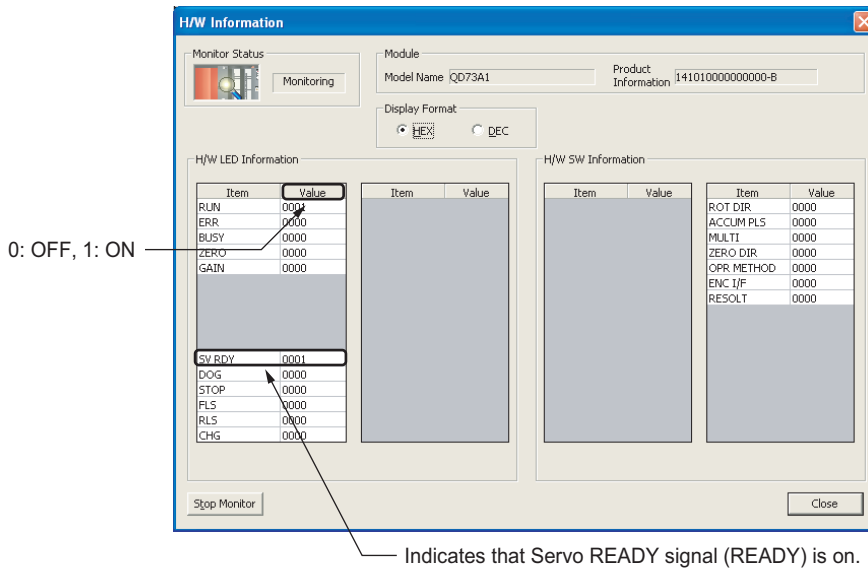 H/W Information
Monitor Status
Monitoring
Module
Model Name QD73A1
Product Information 141010000000000-B
Display Format
HEX DEC
H/W LED Information
Item Value
RUN 0001
ERR 0000
BUSY 0000
ZERO 0000
GAIN 0000
SV RDY 0001
DOG 0000
STOP 0000
FLS 0000
RLS 0000
CHG 0000
Item Value
H/W SW Information
Item Value
Item Value
ROT DIR 0000
ACCUM PLS 0000
MULTI 0000
ZERO DIR 0000
OPR METHOD 0000
ENC I/F 0000
RESOLT 0000
0: OFF, 1: ON
Stop Monitor
Close
Indicates that Servo READY signal (READY) is on.